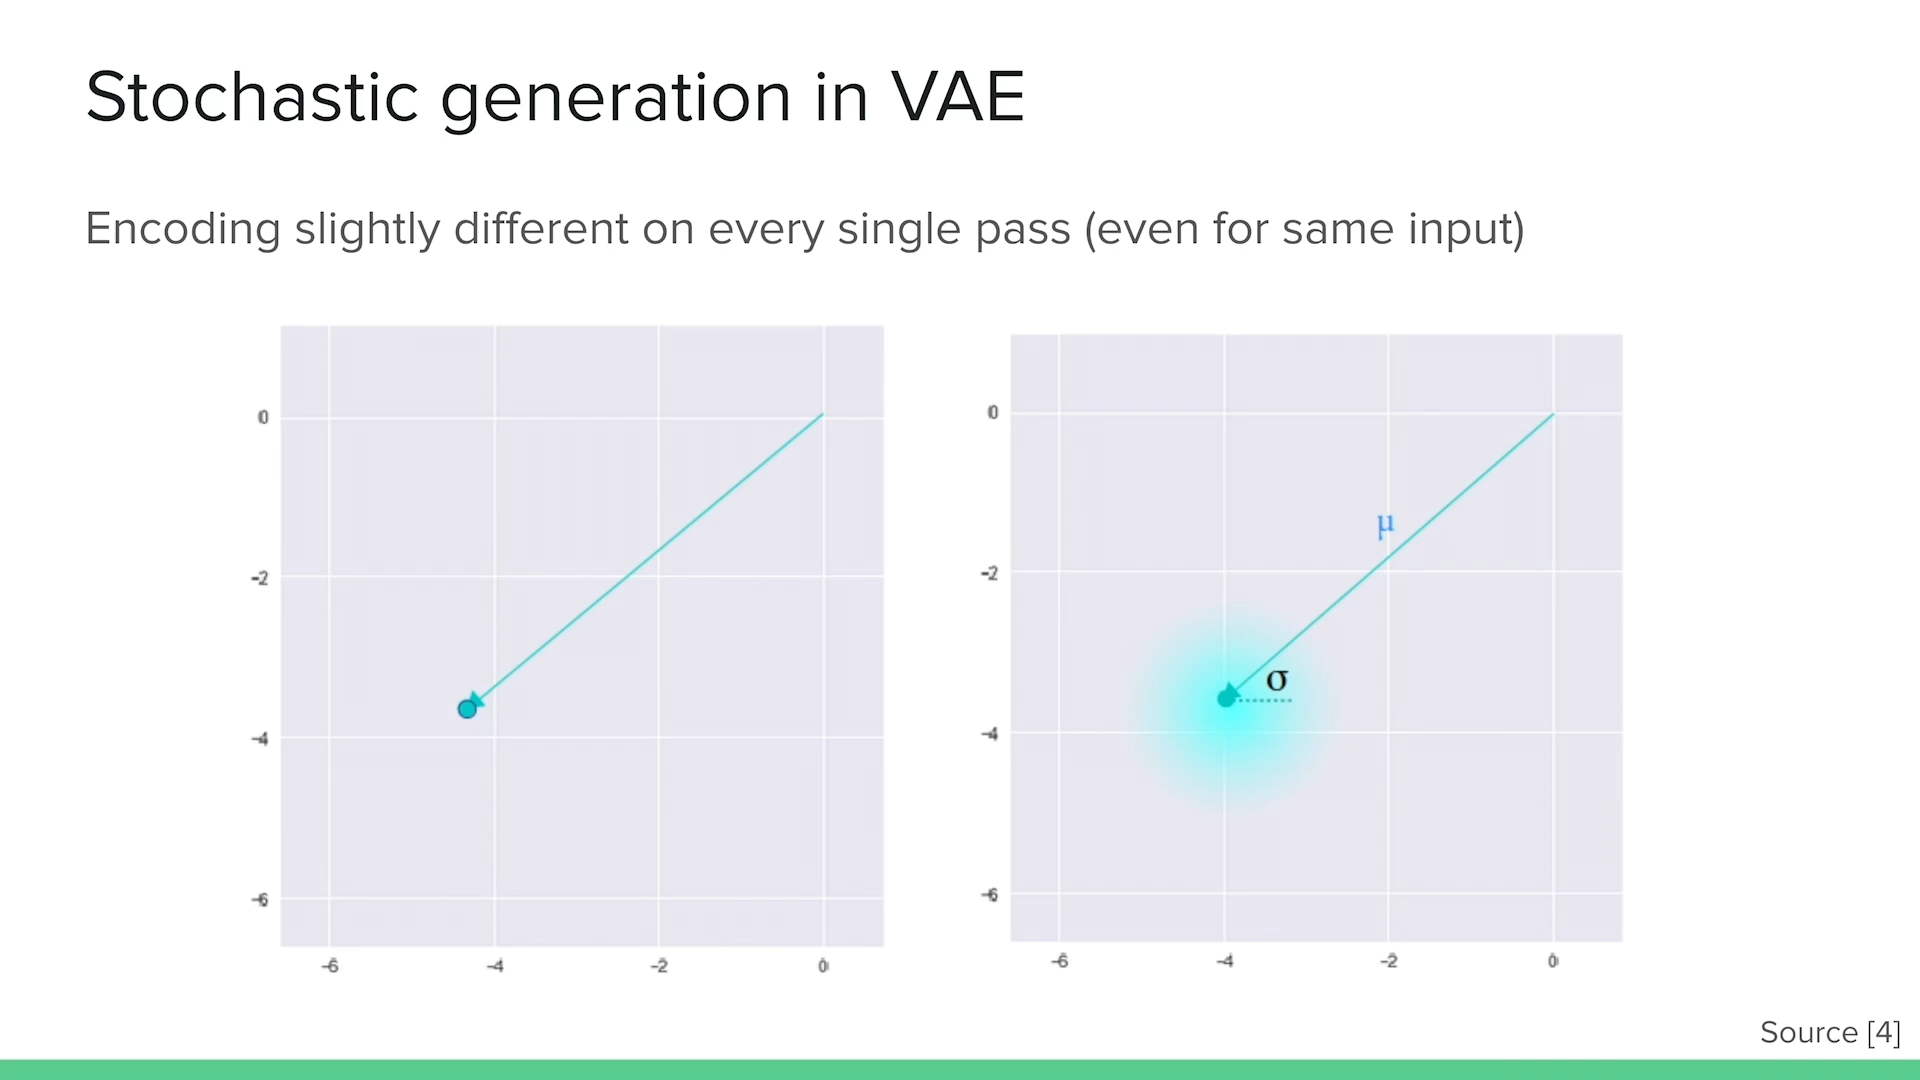 Stochastic generation in VAE
Encoding slightly different on every single pass (even for same input)
0
-2
-4
-6
-6 -4 -2 0
0
-2
-4
-6
-6 -4 -2 0
μ
σ
Source [4]